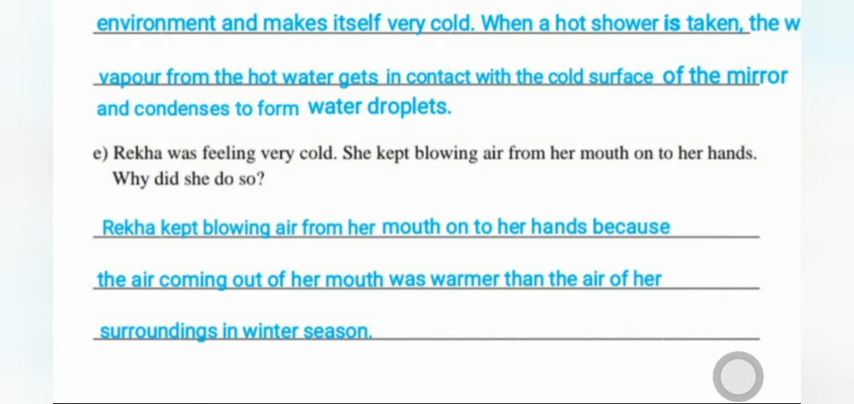 environment and makes itself very cold. When a hot shower is taken, the w
vapour from the hot water gets in contact with the cold surface of the mirror
and condenses to form water droplets.
e) Rekha was feeling very cold. She kept blowing air from her mouth on to her hands.
Why did she do so?
Rekha kept blowing air from her mouth on to her hands because
the air coming out of her mouth was warmer than the air of her
surroundings in winter season.